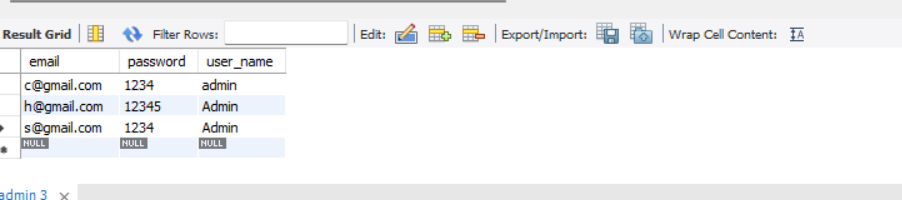 Result Grid Filter Rows: Edit: Export/Import: Wrap Cell Content: IA
email password user_name
c@gmail.com 1234 admin
h@gmail.com 12345 Admin
s@gmail.com 1234 Admin
NULL NULL NULL
admin 3 ×